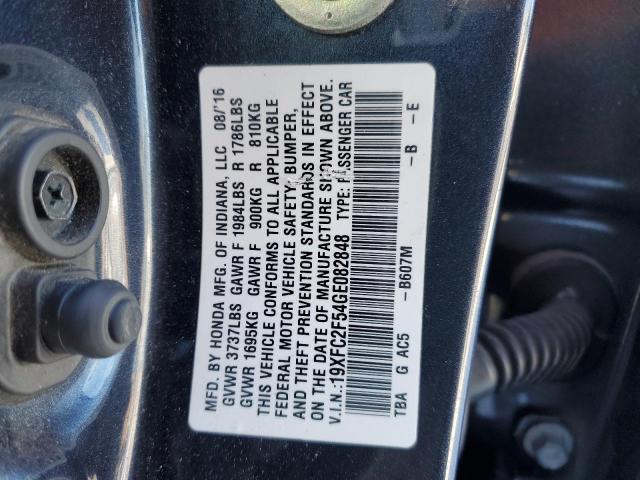 MFD. BY HONDA MFG. OF INDIANA, LLC 08/'16
GVWR 3737LBS GAWR F 1984LBS R 1786LBS
GVWR 1695KG GAWR F 900KG R 810KG
THIS VEHICLE CONFORMS TO ALL APPLICABLE
FEDERAL MOTOR VEHICLE SAFETY, BUMPER,
AND THEFT PREVENTION STANDARDS IN EFFECT
ON THE DATE OF MANUFACTURE SHOWN ABOVE.
V.I.N.:19XFC2F54GE082848 TYPE: PASSENGER CAR
TBA G AC5 -B607M -B -E